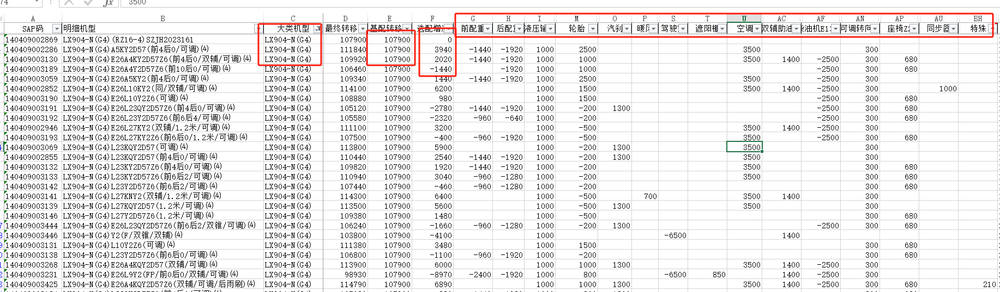 74 : fx 3500
A B C D E F G H I M O P S T U AC AF AN AP AU BH
SAP码 明细机型 大类机型 最终转移 基配转移 选配增 前配重 后配重 液压输 轮胎 汽刹 暖风 驾驶 遮阳棚 空调 双辅助油 油机E1 可调转向 座椅Z 同步器 特殊
140409002869 LX904-N(G4)(RZ16-4)SZJH2023161 LX904-N(G4) 107900 107900 0
140409002286 LX904-N(G4)A5KY2D57(前4后0/可调)⑷ LX904-N(G4) 111840 107900 3940 -1440 -1920 1000 2500 3500 300
140409003130 LX904-N(G4)E26A4KY2D57Z6(前4后0/双辅/可调)⑷ LX904-N(G4) 109920 107900 2020 -1440 -1920 1000 1000 3500 1400 -2500 300 680
140409003189 LX904-N(G4)E26A4Y2D57Z6(前10后0/可调)⑷ LX904-N(G4) 106460 107900 -1440 -1920 1000 1000 -2500 300 680
140409003059 LX904-N(G4)E26A5KY2(前4后0/可调)⑷ LX904-N(G4) 109340 107900 1440 -1440 -1920 1000 2500 3500 -2500 300
140409002852 LX904-N(G4)E26L10KY2(同/双辅/可调)⑷ LX904-N(G4) 114100 107900 6200 1000 1500 3500 1400 -2500 300 1000
140409003190 LX904-N(G4)E26L10Y2Z6(可调)⑷ LX904-N(G4) 108880 107900 980 1000 1500 -2500 300 680
140409003191 LX904-N(G4)E26L23QY2D57Z6(前4后0/可调)⑷ LX904-N(G4) 105120 107900 -2780 -1440 -1920 1000 -200 1300 -2500 300 680
140409003192 LX904-N(G4)E26L23Y2D57Z6(前6后4/可调)⑷ LX904-N(G4) 105580 107900 -2320 -960 -640 1000 -200 -2500 300 680
140409002946 LX904-N(G4)E26L27KY2(双辅/1.2米/可调)⑷ LX904-N(G4) 111100 107900 3200 1000 -500 3500 1400 -2500 300
140409003193 LX904-N(G4)E26L27KY2Z6(前6后0/1.2米/可调)⑷ LX904-N(G4) 107500 107900 -400 -960 -1920 1000 -500 3500 -2500 300 680
140409003069 LX904-N(G4)L23KQY2D57(可调)⑷ LX904-N(G4) 113800 107900 5900 1000 -200 1300 3500 300
140409002855 LX904-N(G4)L23KQY2D57(前4后0/可调)⑷ LX904-N(G4) 110440 107900 2540 -1440 -1920 1000 -200 1300 3500 300
140409003132 LX904-N(G4)L23KY2D57Z6(前4后0/可调)⑷ LX904-N(G4) 109820 107900 1920 -1440 -1920 1000 -200 3500 300 680
140409003133 LX904-N(G4)L23KY2D57Z6(前6后2/可调)⑷ LX904-N(G4) 110940 107900 3040 -960 -1280 1000 -200 3500 300 680
140409003142 LX904-N(G4)L23Y2D57Z6(前6后2/可调)⑷ LX904-N(G4) 107440 107900 -460 -960 -1280 1000 -200 300 680
140409003141 LX904-N(G4)L27KNY2(双辅/1.2米/可调)⑷ LX904-N(G4) 114300 107900 6400 1000 -500 700 3500 1400 300
140409003139 LX904-N(G4)L27KQY2D57(1.2米/可调)⑷ LX904-N(G4) 113500 107900 5600 1000 -500 1300 3500 300
140409003146 LX904-N(G4)L27Y2D57Z6(1.2米/可调)⑷ LX904-N(G4) 109380 107900 1480 1000 -500 300 680
140409003444 LX904-N(G4)E26L23QY2D57Z6(前6后2/双锥/可调)⑷ LX904-N(G4) 106240 107900 -1660 -960 -1280 1000 -200 1300 -2500 300 680
140409003446 LX904-N(G4)Y2(F/双锥/双辅)⑷ LX904-N(G4) 103800 107900 -4100 1000 -6500 1400
140409003131 LX904-N(G4)L10Y2Z6(可调)⑷ LX904-N(G4) 111380 107900 3480 1000 1500 300 680
140409003138 LX904-N(G4)L23Y2D57Z6(前6后0/可调)⑷ LX904-N(G4) 106800 107900 -1100 -960 -1920 1000 -200 300 680
140409003268 LX904-N(G4)E26A4KQY2D57(双辅/可调)⑷ LX904-N(G4) 113900 107900 6000 1000 1000 1300 3500 1400 -2500 300
140409003231 LX904-N(G4)E26L9Y2(FP/前0后0/双辅/可调)⑷ LX904-N(G4) 98930 107900 -8970 -2400 -1920 1000 800 -6500 850 1400 -2500 300
140409003425 LX904-N(G4)E26A4KQY2D57Z6(双辅/可调/后雨刷)⑷ LX904-N(G4) 114790 107900 6890 1000 1000 1300 3500 1400 -2500 300 680 210